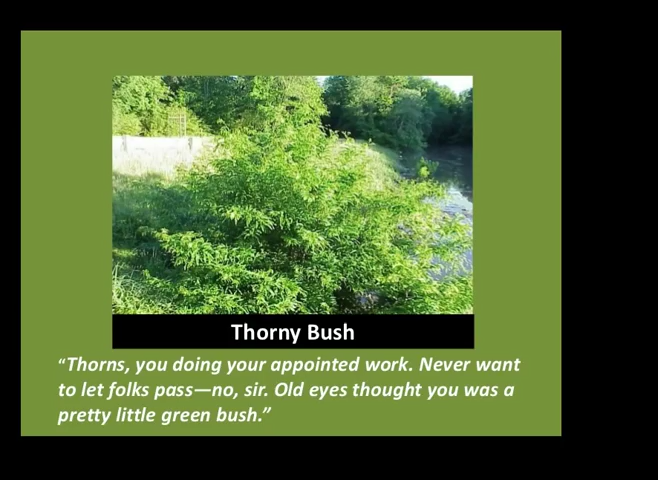 Thorny Bush
“Thorns, you doing your appointed work. Never want
to let folks pass—no, sir. Old eyes thought you was a
pretty little green bush.”